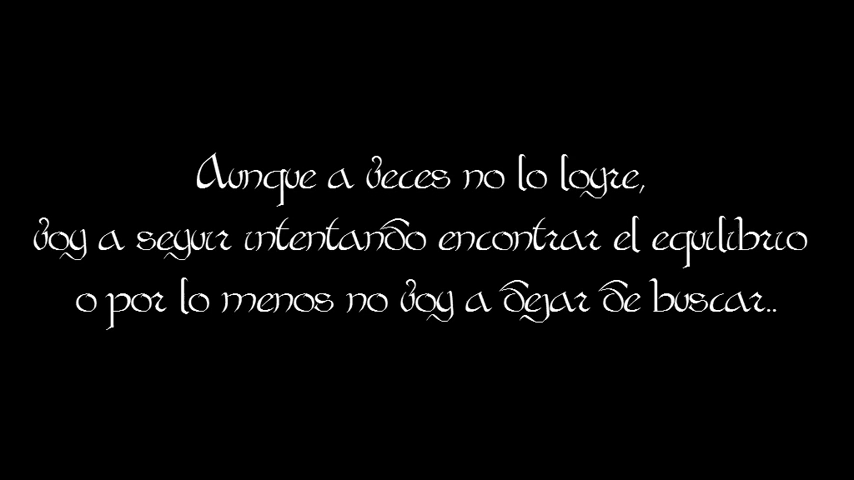 Aunque a veces no lo logre,
voy a seguir intentando encontrar el equilibrio
o por lo menos no voy a dejar de buscar..